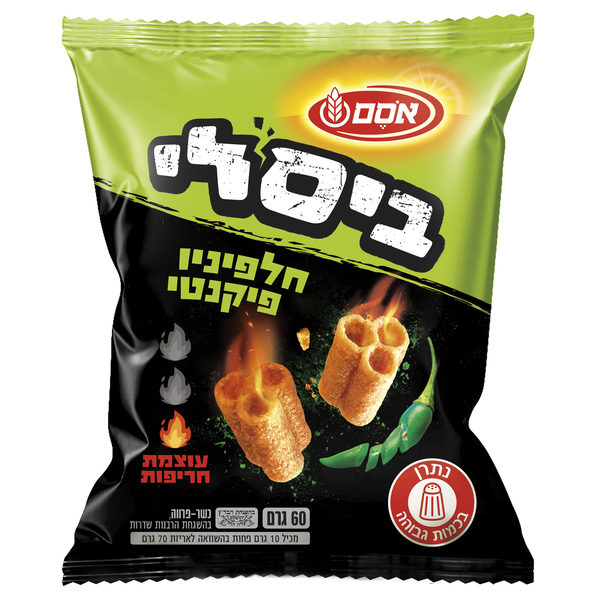 אסם
ביסלי
חלפיניו
פיקנטי
עוצמת
חריפות
נתרן
בכמות גבוהה
60 גרם
כשר-פרווה,
בהשגחת הרבנות שדרות
מכיל 10 גרם פחות בהשוואה לאריזת 70 גרם